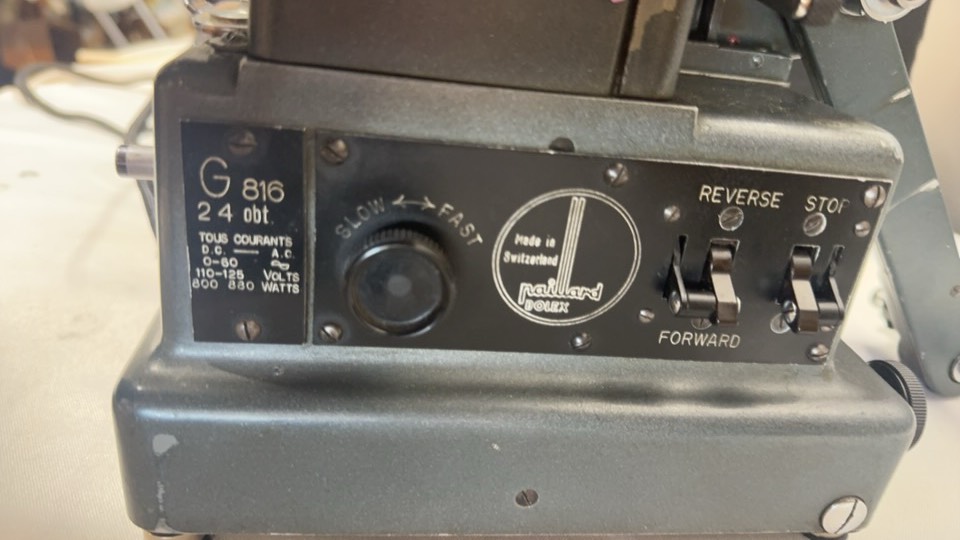 G 816
24 obt.
TOUS COURANTS
D.C. — A.C.
0-60 ∞
110-125 VOLTS
800 880 WATTS
SLOW ↔ FAST
Made in
Switzerland
paillard
BOLEX
REVERSE
FORWARD
STOP